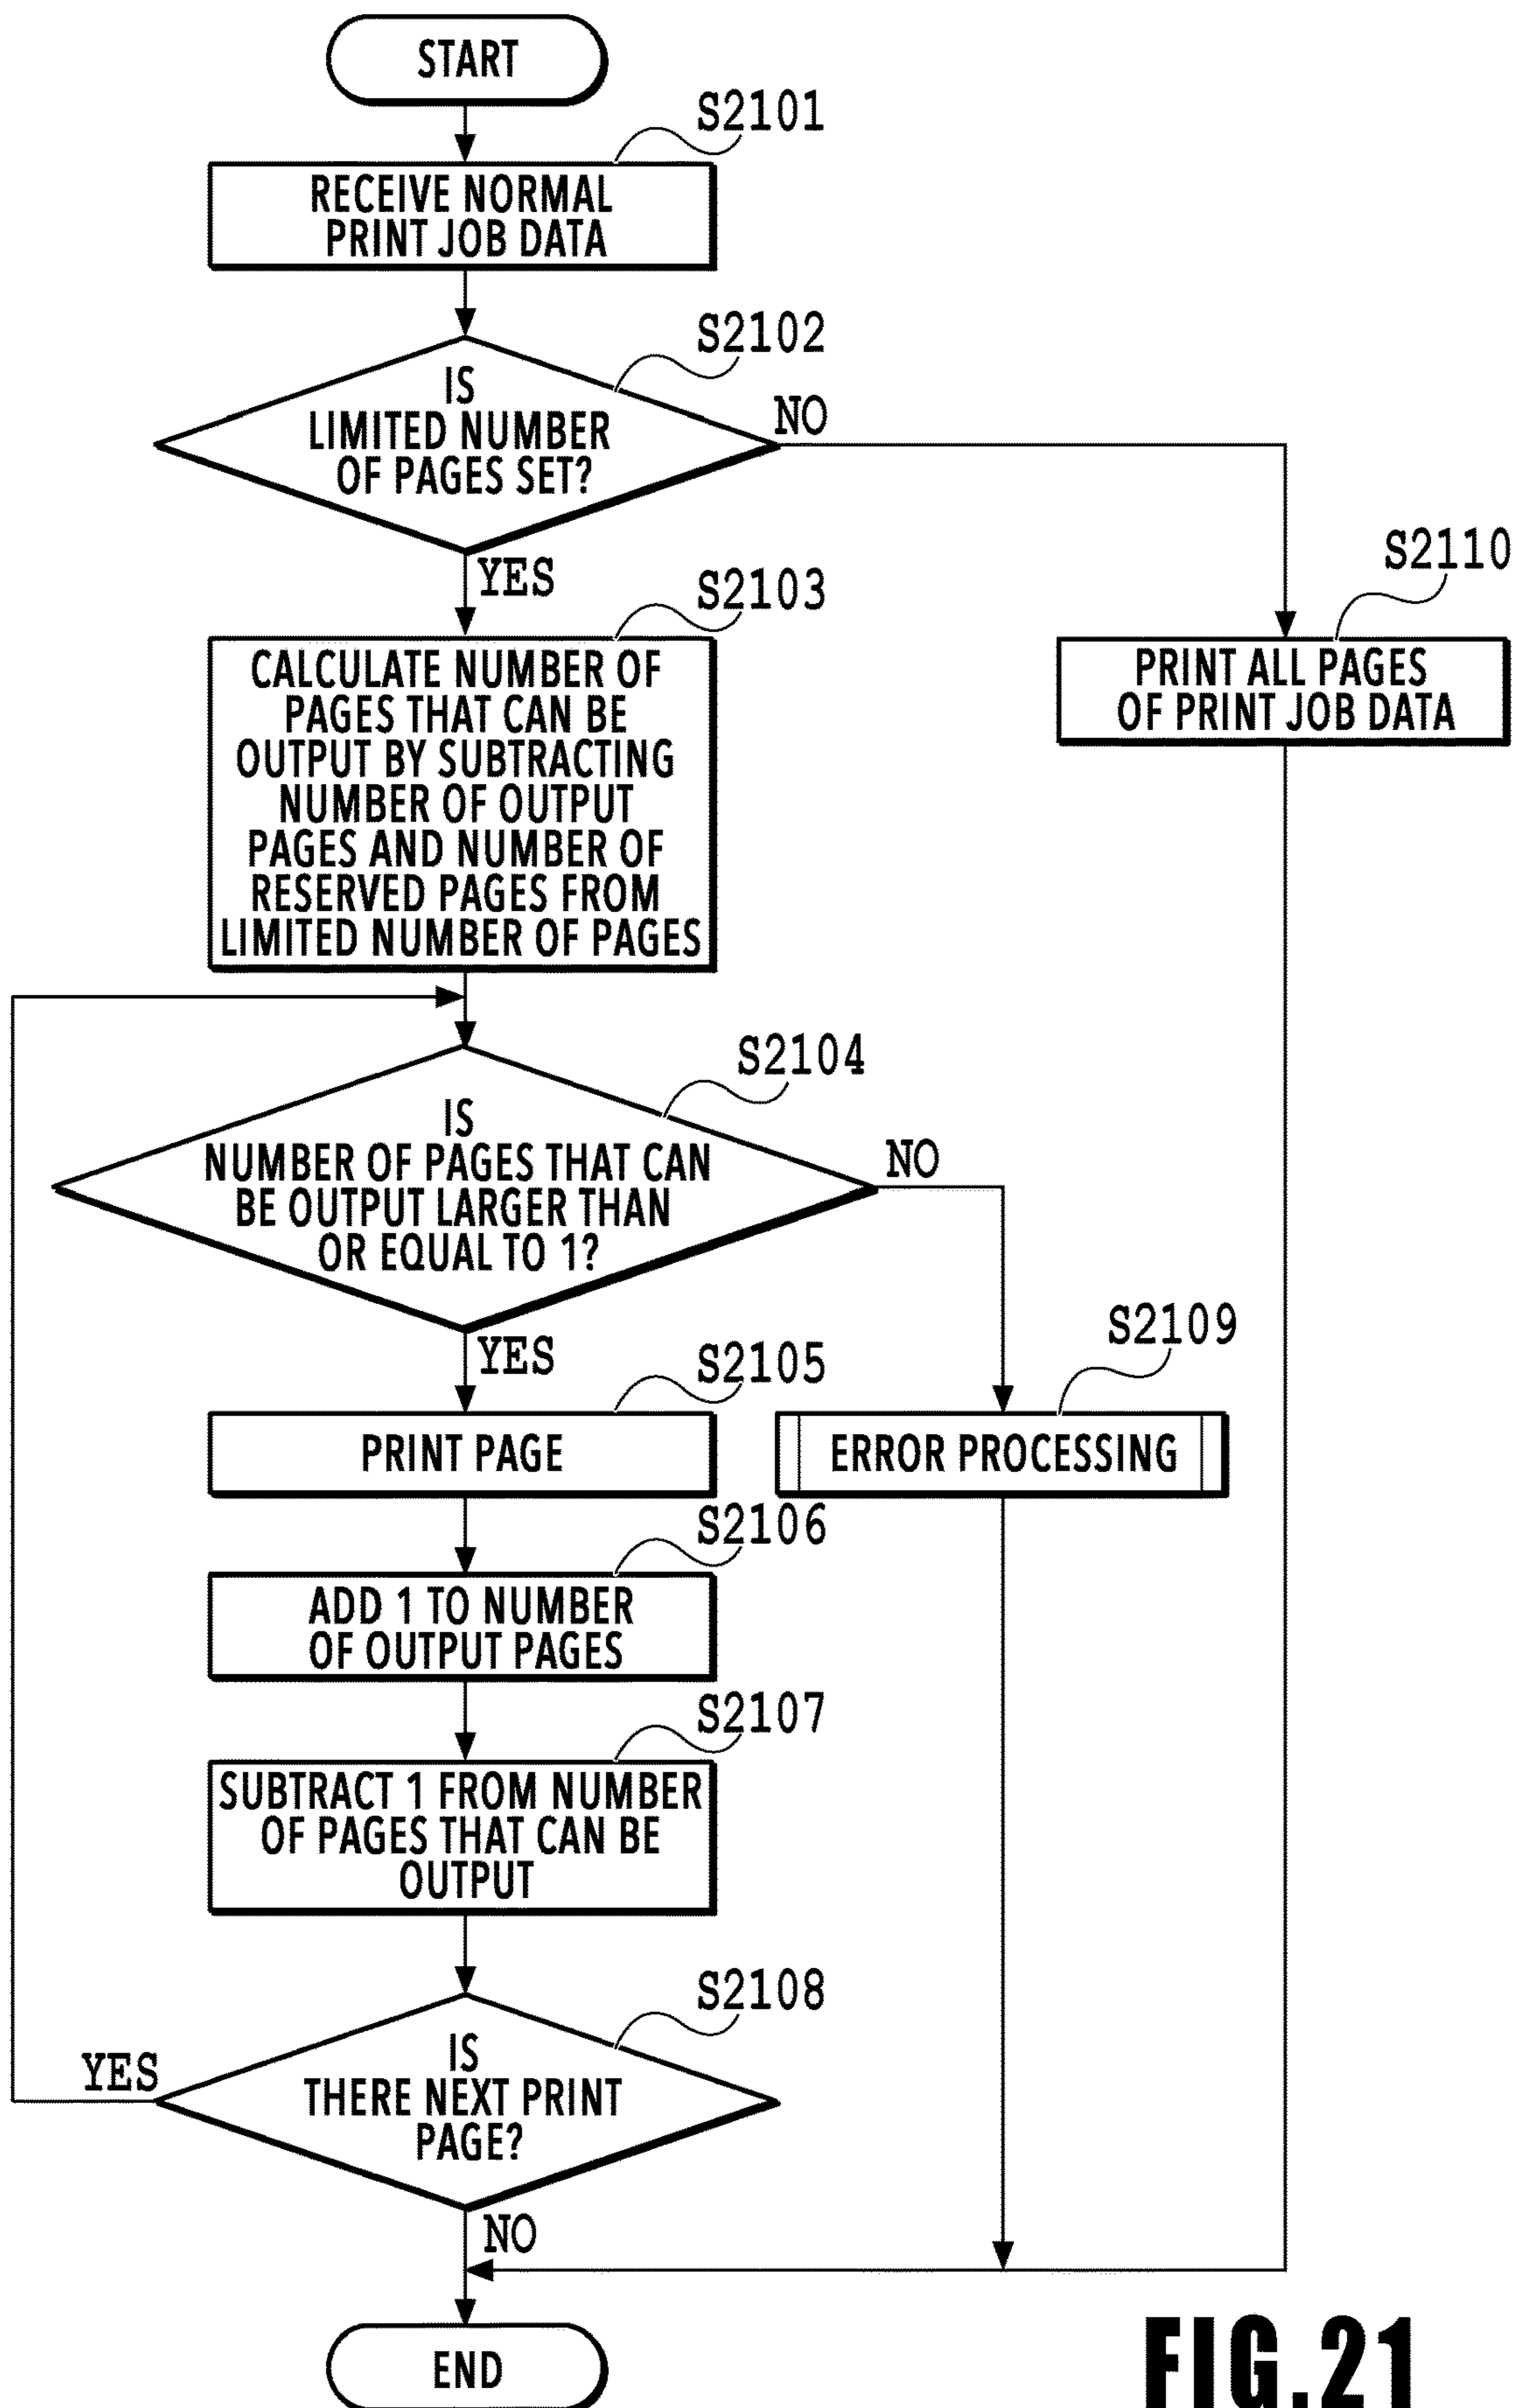 START
S2101
RECEIVE NORMAL
PRINT JOB DATA
S2102
IS
LIMITED NUMBER
OF PAGES SET?
NO
YES
S2103
CALCULATE NUMBER OF
PAGES THAT CAN BE
OUTPUT BY SUBTRACTING
NUMBER OF OUTPUT
PAGES AND NUMBER OF
RESERVED PAGES FROM
LIMITED NUMBER OF PAGES
S2110
PRINT ALL PAGES
OF PRINT JOB DATA
S2104
IS
NUMBER OF PAGES THAT CAN
BE OUTPUT LARGER THAN
OR EQUAL TO 1?
NO
YES
S2105
PRINT PAGE
S2109
ERROR PROCESSING
S2106
ADD 1 TO NUMBER
OF OUTPUT PAGES
S2107
SUBTRACT 1 FROM NUMBER
OF PAGES THAT CAN BE
OUTPUT
S2108
IS
THERE NEXT PRINT
PAGE?
YES
NO
END
FIG.21